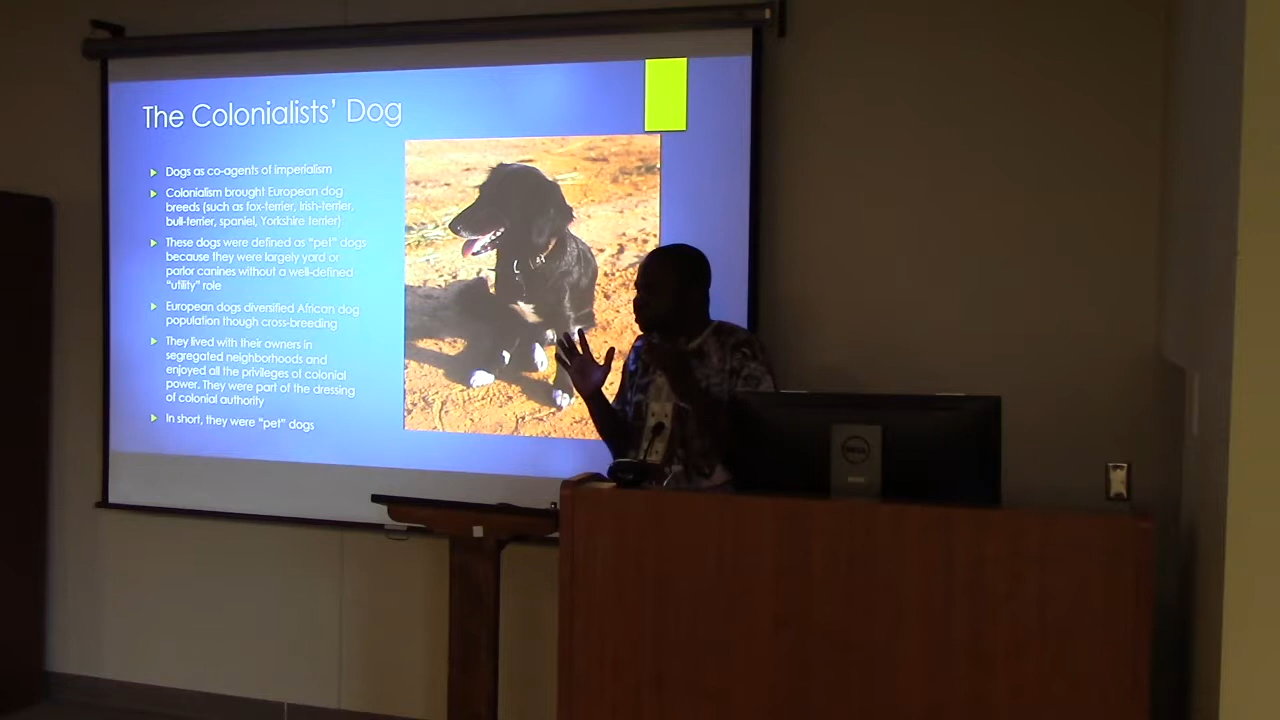 The Colonialists' Dog
Dogs as co-agents of imperialism
Colonialism brought European dog
breeds (such as fox-terrier, Irish-terrier,
bull-terrier, spaniel, Yorkshire terrier)
These dogs were defined as "pet" dogs
because they were largely yard or
parlor canines without a well-defined
"utility" role
European dogs diversified African dog
population though cross-breeding
They lived with their owners in
segregated neighborhoods and
enjoyed all the privileges of colonial
power. They were part of the dressing
of colonial authority
In short, they were "pet" dogs
DELL